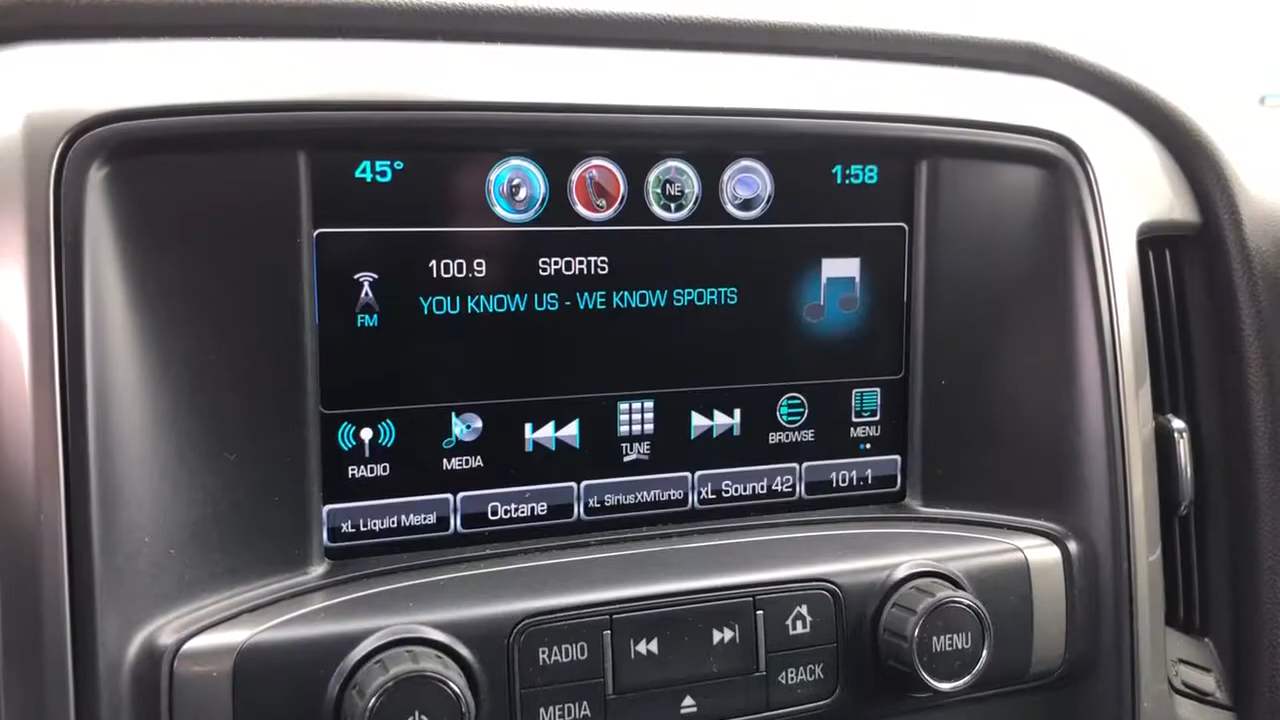 45°
NE
1:58
100.9 SPORTS
FM
YOU KNOW US - WE KNOW SPORTS
RADIO
MEDIA
TUNE
BROWSE
MENU
xL Liquid Metal
Octane
xL SiriusXMTurbo
xL Sound 42
101.1
RADIO
MENU
BACK
MEDIA